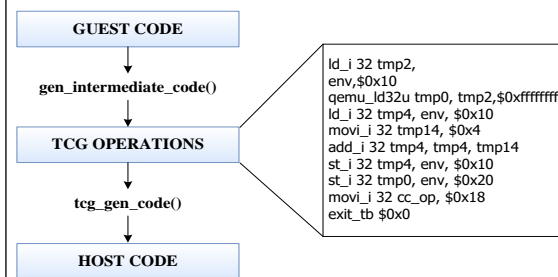 GUEST CODE
gen_intermediate_code()
TCG OPERATIONS
tcg_gen_code()
HOST CODE
ld_i 32 tmp2,
env,$0x10
qemu_ld32u tmp0, tmp2,$0xffffffff
ld_i 32 tmp4, env, $0x10
movi_i 32 tmp14, $0x4
add_i 32 tmp4, tmp4, tmp14
st_i 32 tmp4, env, $0x10
st_i 32 tmp0, env, $0x20
movi_i 32 cc_op, $0x18
exit_tb $0x0